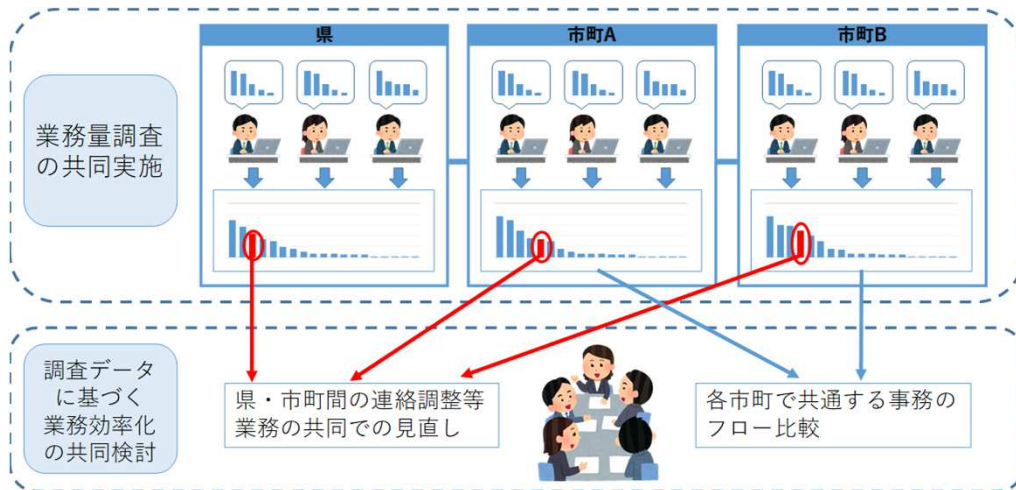 県
市町A
市町B
業務量調査
の共同実施
調査データ
に基づく
業務効率化
の共同検討
県・市町間の連絡調整等
業務の共同での見直し
各市町で共通する事務の
フロー比較